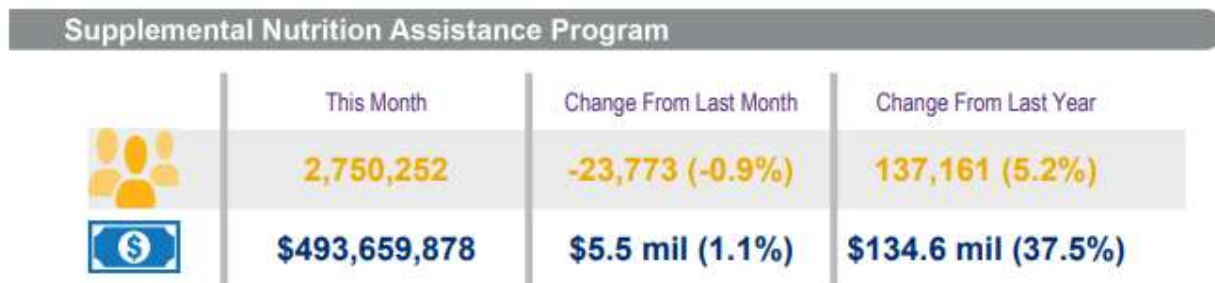 Supplemental Nutrition Assistance Program
This Month Change From Last Month Change From Last Year
2,750,252 -23,773 (-0.9%) 137,161 (5.2%)
$
$493,659,878 $5.5 mil (1.1%) $134.6 mil (37.5%)